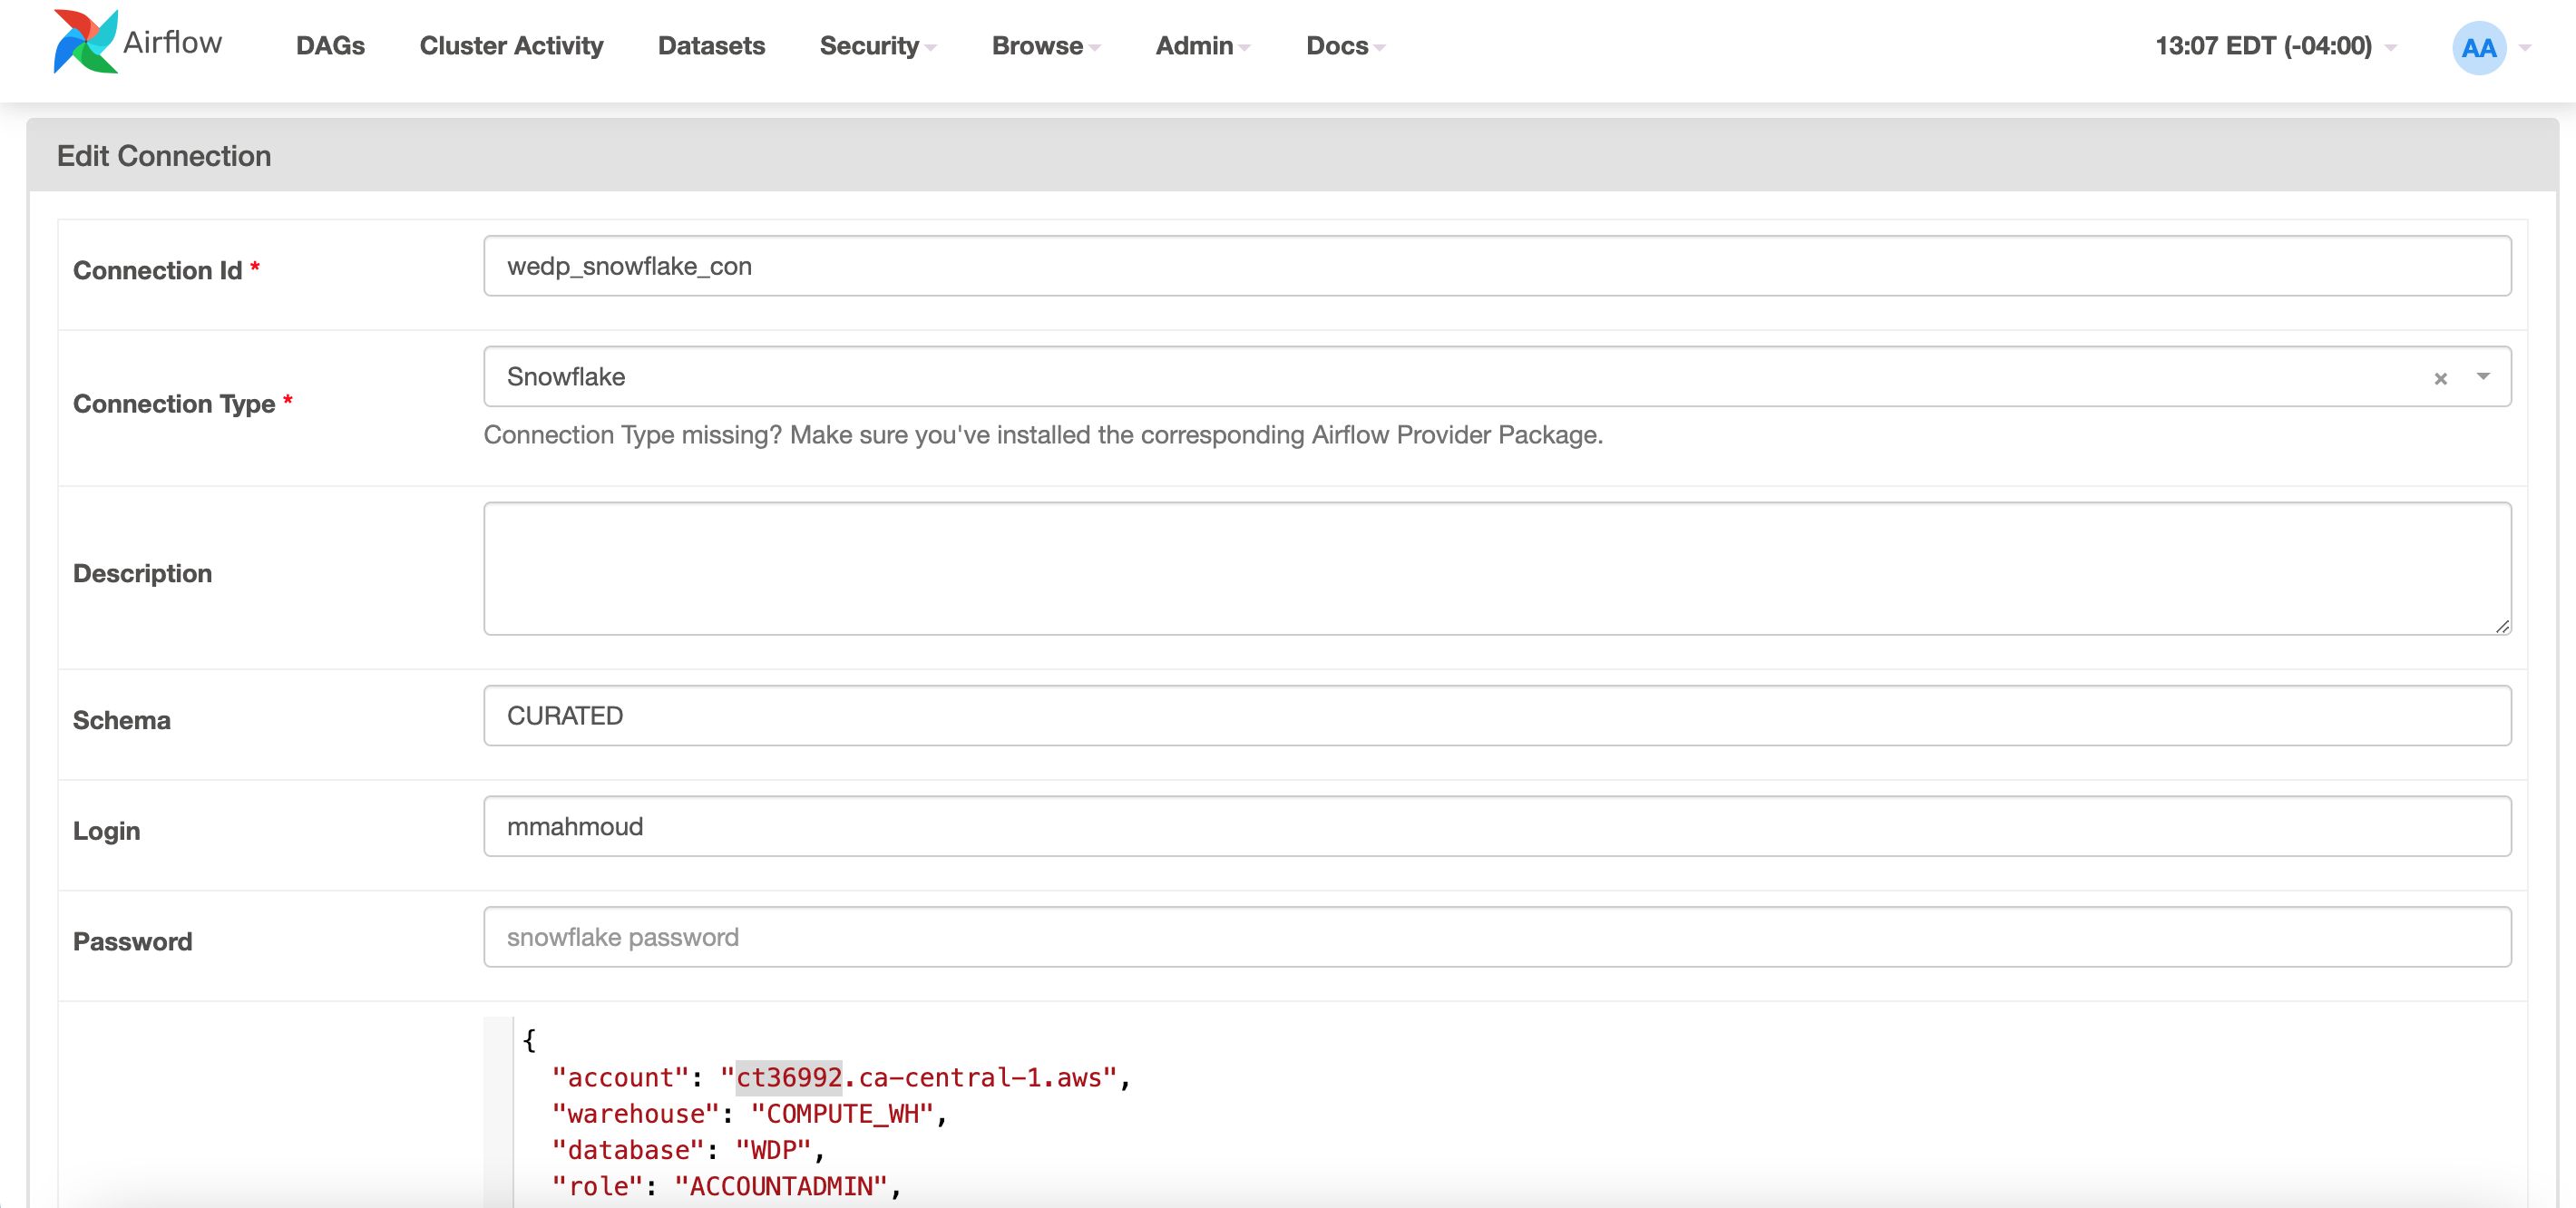 Airflow DAGs Cluster Activity Datasets Security Browse Admin Docs 13:07 EDT (-04:00) AA
Edit Connection
Connection Id * wedp_snowflake_con
Connection Type * Snowflake × 
Connection Type missing? Make sure you've installed the corresponding Airflow Provider Package.
Description
Schema CURATED
Login mmahmoud
Password snowflake password
{
"account": "ct36992.ca-central-1.aws",
"warehouse": "COMPUTE_WH",
"database": "WDP",
"role": "ACCOUNTADMIN",